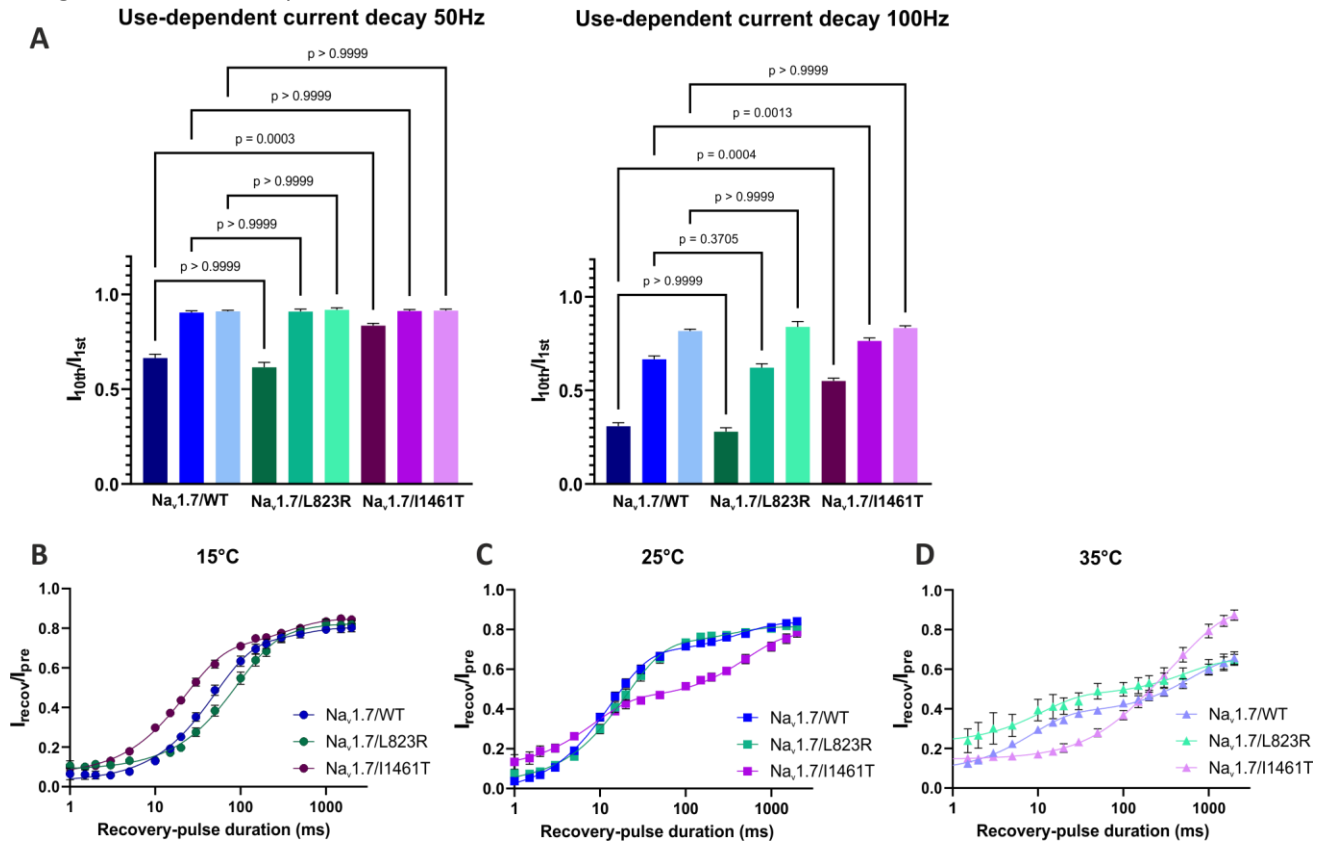 Use-dependent current decay 50Hz
A
p > 0.9999
p > 0.9999
p = 0.0003
p > 0.9999
p > 0.9999
p > 0.9999
1.0
0.5
0.0
I10th/I1st
Nav1.7/WT
Nav1.7/L823R
Nav1.7/I1461T
Use-dependent current decay 100Hz
p > 0.9999
p = 0.0013
p = 0.0004
p > 0.9999
p = 0.3705
p > 0.9999
1.0
0.5
0.0
I10th/I1st
Nav1.7/WT
Nav1.7/L823R
Nav1.7/I1461T
B
15°C
1.0
0.8
0.6
0.4
0.2
0.0
Irecov/Ipre
Nav1.7/WT
Nav1.7/L823R
Nav1.7/I1461T
1 10 100 1000
Recovery-pulse duration (ms)
C
25°C
1.0
0.8
0.6
0.4
0.2
0.0
Irecov/Ipre
Nav1.7/WT
Nav1.7/L823R
Nav1.7/I1461T
1 10 100 1000
Recovery-pulse duration (ms)
D
35°C
1.0
0.8
0.6
0.4
0.2
0.0
Irecov/Ipre
Nav1.7/WT
Nav1.7/L823R
Nav1.7/I1461T
1 10 100 1000
Recovery-pulse duration (ms)